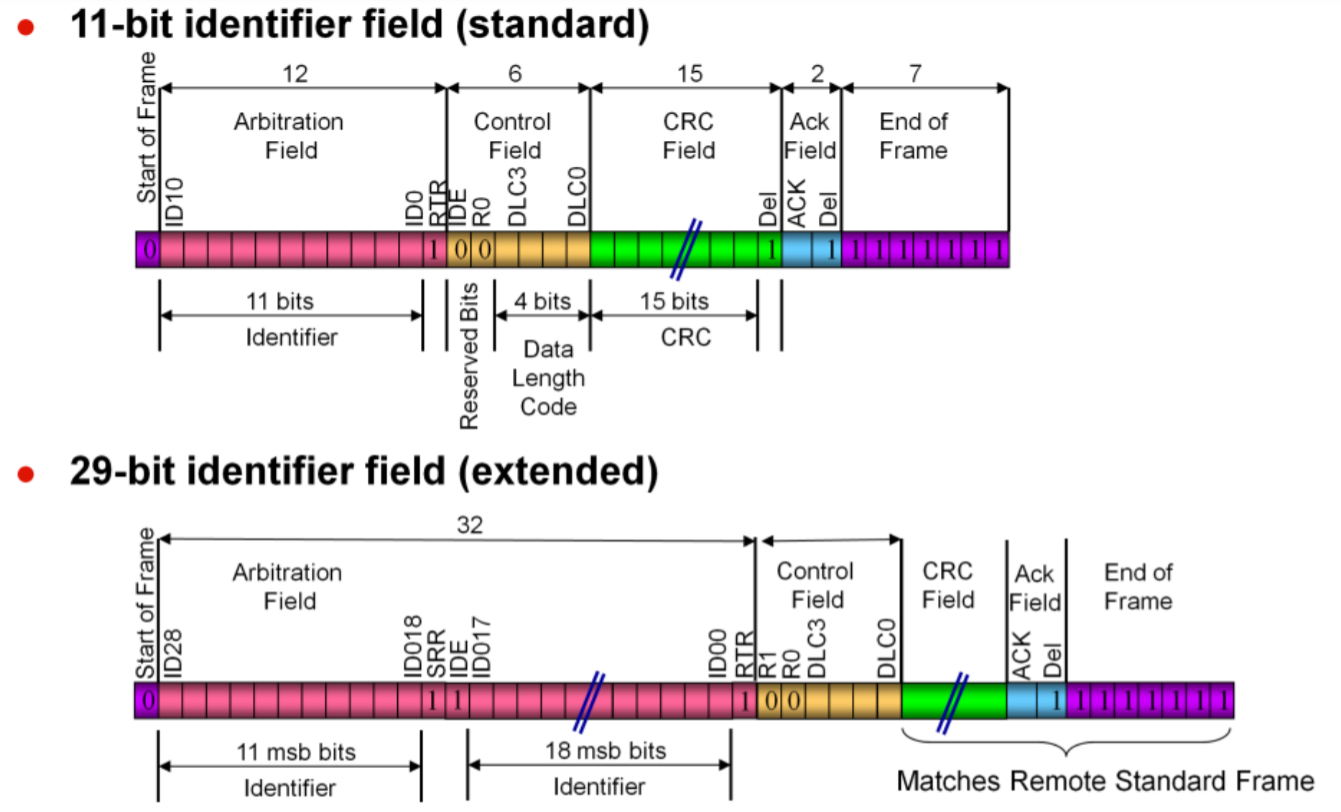 11-bit identifier field (standard)
Start of Frame
12
6
15
2
7
Arbitration
Field
Control
Field
CRC
Field
Ack
Field
End of
Frame
ID10
ID0
RTR
IDE
R0
DLC3
DLC0
Del
ACK
Del
0 1 0 0 1 1 1 1 1 1 1 1 1
11 bits
Identifier
Reserved Bits
4 bits
Data
Length
Code
15 bits
CRC
29-bit identifier field (extended)
Start of Frame
32
Arbitration
Field
Control
Field
CRC
Field
Ack
Field
End of
Frame
ID28
ID018
SRR
IDE
ID017
ID00
RTR
R1
R0
DLC3
DLC0
ACK
Del
0 1 1 1 0 0 1 1 1 1 1 1 1 1
11 msb bits
Identifier
18 msb bits
Identifier
Matches Remote Standard Frame